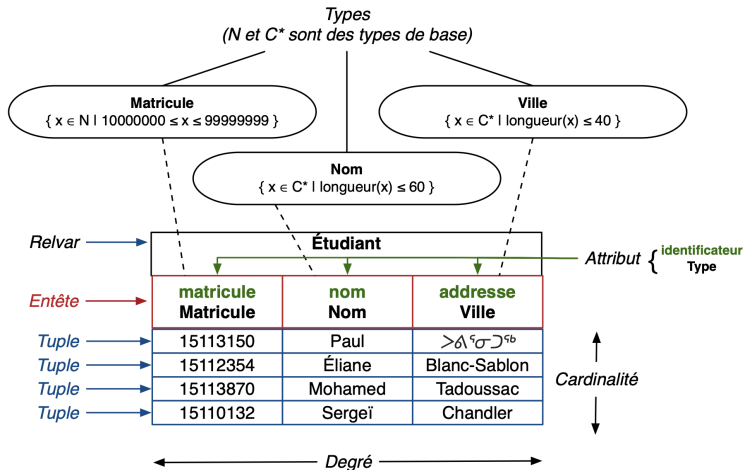 Types
(N et C* sont des types de base)
Matricule
{ x ∈ N | 10000000 ≤ x ≤ 99999999 }
Ville
{ x ∈ C* | longueur(x) ≤ 40 }
Nom
{ x ∈ C* | longueur(x) ≤ 60 }
Relvar
Étudiant
Attribut { identificateur
Type
Entête
matricule nom addresse
Matricule Nom Ville
Tuple 15113150 Paul ᐳᕕᕐᓂᑐᖅ
Tuple 15112354 Éliane Blanc-Sablon
Tuple 15113870 Mohamed Tadoussac
Tuple 15110132 Sergeï Chandler
Cardinalité
Degré